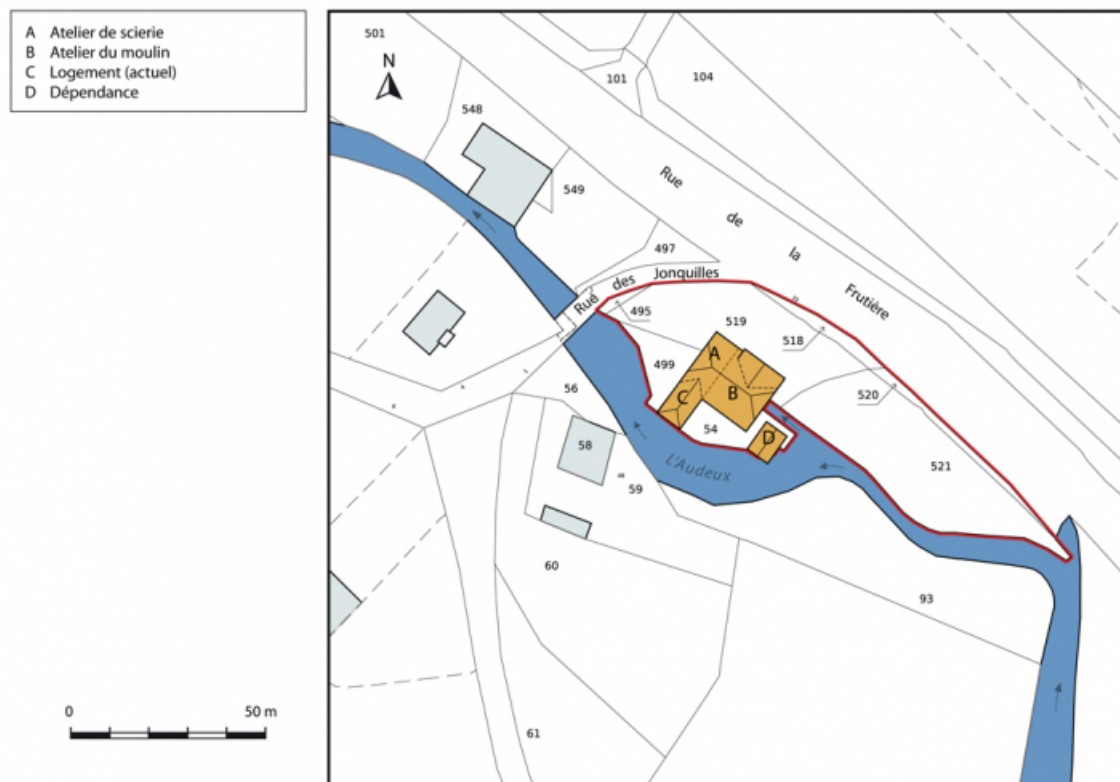 A Atelier de scierie
B Atelier du moulin
C Logement (actuel)
D Dépendance
501
N
101
104
548
549
Rue de la Frutière
497
Rue des Jonquilles
495
519
518
A
499
520
C
B
56
54
D
58
L'Audeux
521
59
60
93
0 50 m
61